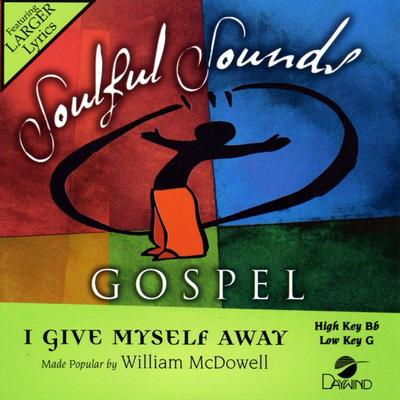 Featuring
LARGER
Lyrics
Soulful Sounds
GOSPEL
I GIVE MYSELF AWAY
Made Popular by William McDowell
High Key Bb
Low Key G
DAYWIND